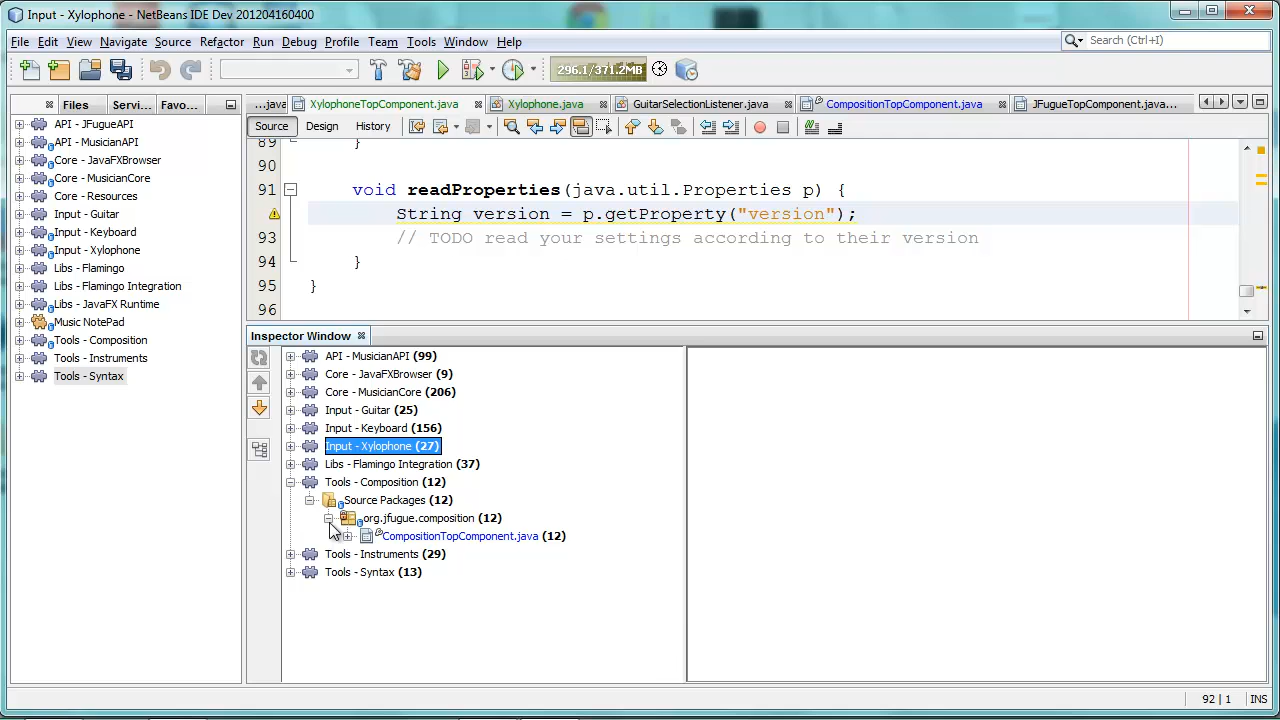 Input - Xylophone - NetBeans IDE Dev 201204160400
File Edit View Navigate Source Refactor Run Debug Profile Team Tools Window Help
Search (Ctrl+I)
296.1/371.2MB
Files Servi... Favo...
...java XylophoneTopComponent.java Xylophone.java GuitarSelectionListener.java CompositionTopComponent.java JFugueTopComponent.java...
Source Design History
API - JFugueAPI
API - MusicianAPI
Core - JavaFXBrowser
Core - MusicianCore
Core - Resources
Input - Guitar
Input - Keyboard
Input - Xylophone
Libs - Flamingo
Libs - Flamingo Integration
Libs - JavaFX Runtime
Music NotePad
Tools - Composition
Tools - Instruments
Tools - Syntax
89 }
90
91 void readProperties(java.util.Properties p) {
String version = p.getProperty("version");
93 // TODO read your settings according to their version
94 }
95 }
96
Inspector Window
API - MusicianAPI (99)
Core - JavaFXBrowser (9)
Core - MusicianCore (206)
Input - Guitar (25)
Input - Keyboard (156)
Input - Xylophone (27)
Libs - Flamingo Integration (37)
Tools - Composition (12)
Source Packages (12)
org.jfugue.composition (12)
CompositionTopComponent.java (12)
Tools - Instruments (29)
Tools - Syntax (13)
92 | 1 INS